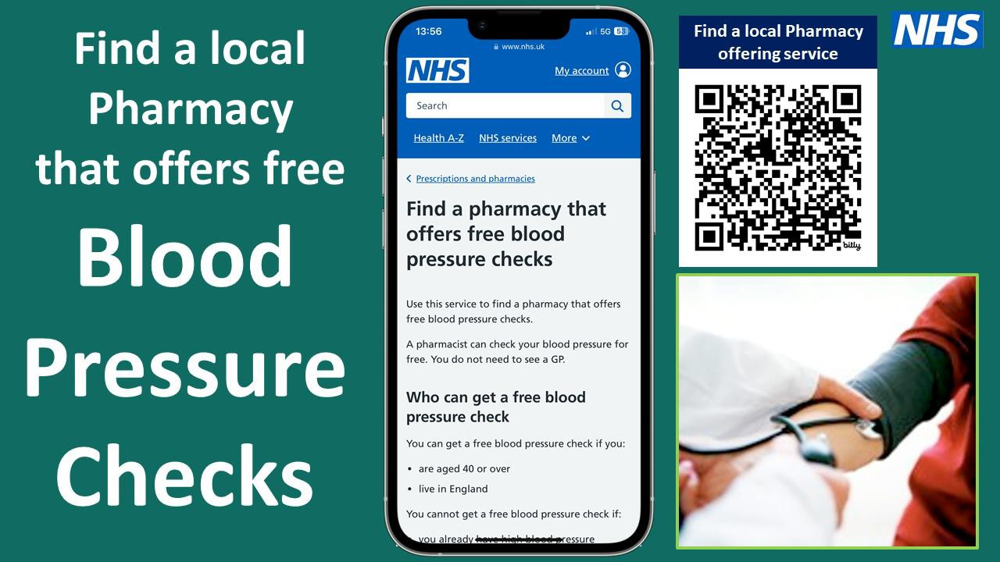 Find a local
Pharmacy
that offers free
Blood
Pressure
Checks
13:56
5G 53
www.nhs.uk
NHS
My account
Search
Health A-Z NHS services More
Prescriptions and pharmacies
Find a pharmacy that
offers free blood
pressure checks
Use this service to find a pharmacy that offers
free blood pressure checks.
A pharmacist can check your blood pressure for
free. You do not need to see a GP.
Who can get a free blood
pressure check
You can get a free blood pressure check if you:
• are aged 40 or over
• live in England
You cannot get a free blood pressure check if:
• you already have high blood pressure
Find a local Pharmacy
offering service
bitly
NHS